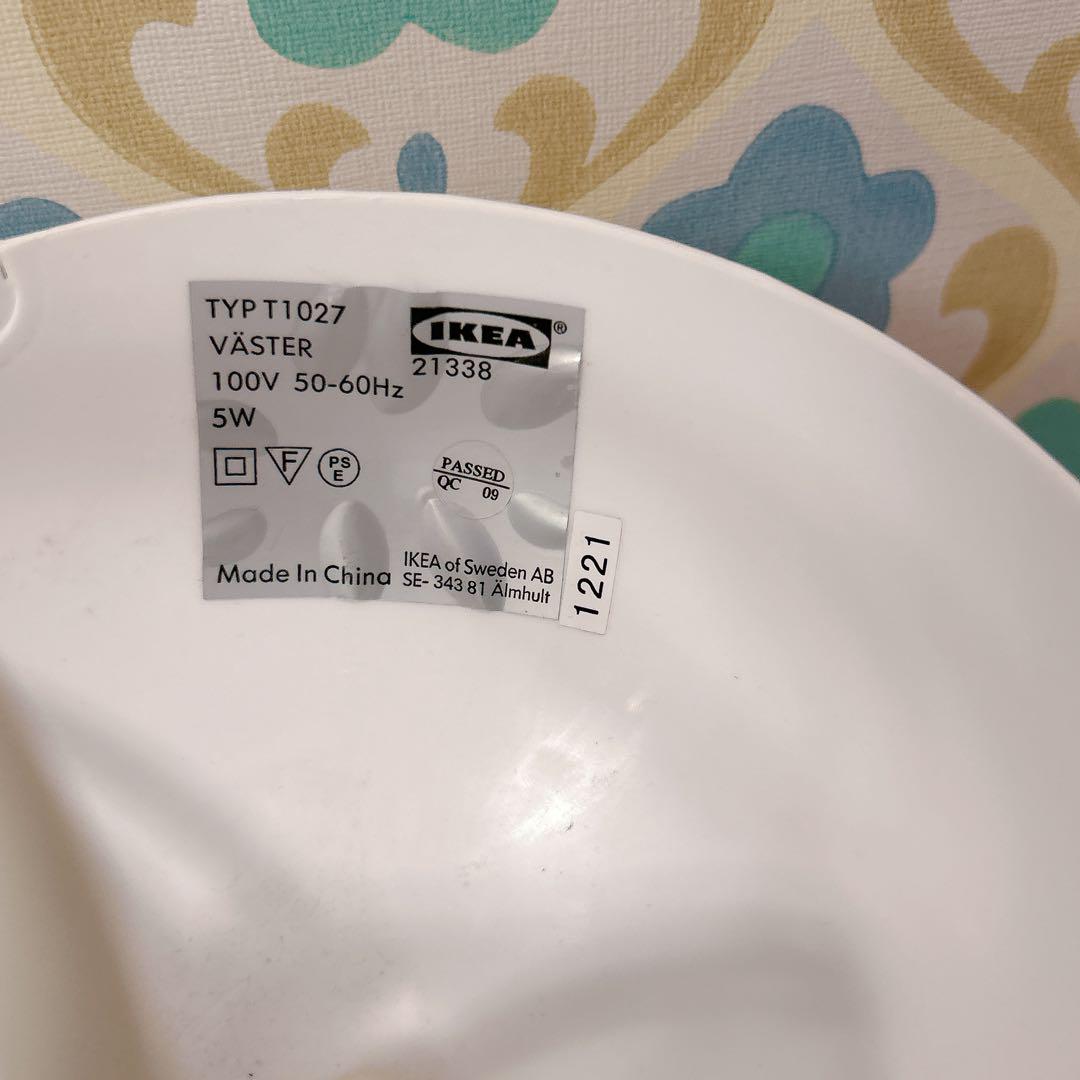 TYP T1027
VÄSTER
100V 50-60Hz
5W
IKEA®
21338
F
PS
E
PASSED
QC 09
Made In China
IKEA of Sweden AB
SE- 343 81 Älmhult
1221